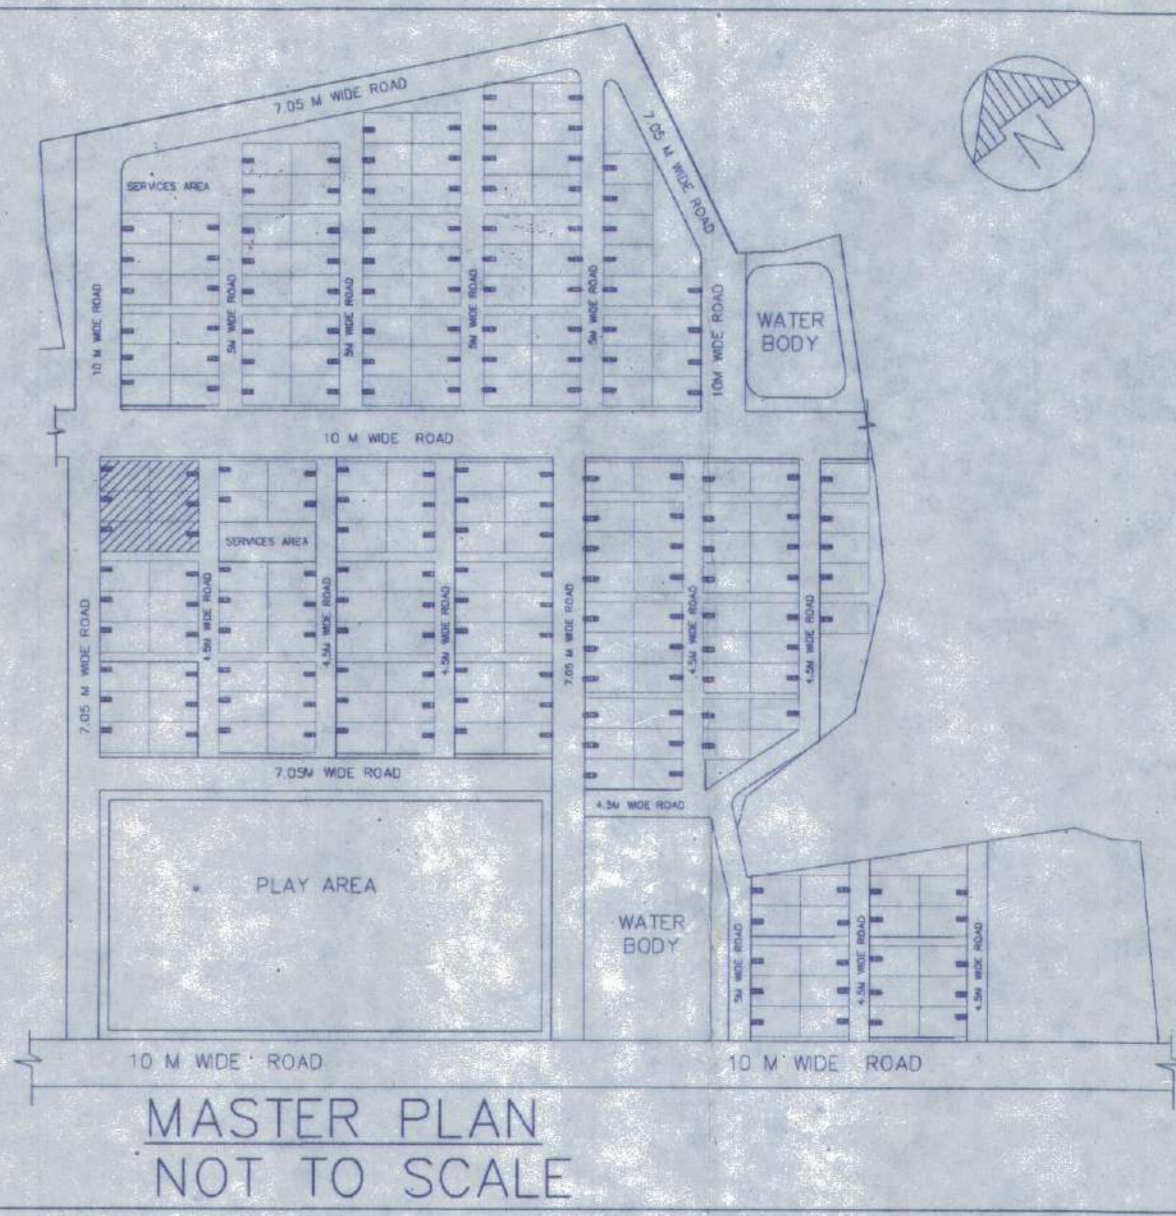 7.05 M WIDE ROAD
7.05 M WIDE ROAD
N
SERVICES AREA
10 M WIDE ROAD
5M WIDE ROAD
5M WIDE ROAD
5M WIDE ROAD
5M WIDE ROAD
10M WIDE ROAD
WATER
BODY
10 M WIDE ROAD
SERVICES AREA
7.05 M WIDE ROAD
4.5M WIDE ROAD
4.5M WIDE ROAD
4.5M WIDE ROAD
7.05 M WIDE ROAD
4.5M WIDE ROAD
4.5M WIDE ROAD
7.05M WIDE ROAD
4.5M WIDE ROAD
PLAY AREA
WATER
BODY
5M WIDE ROAD
4.5M WIDE ROAD
4.5M WIDE ROAD
10 M WIDE ROAD
10 M WIDE ROAD
MASTER PLAN
NOT TO SCALE